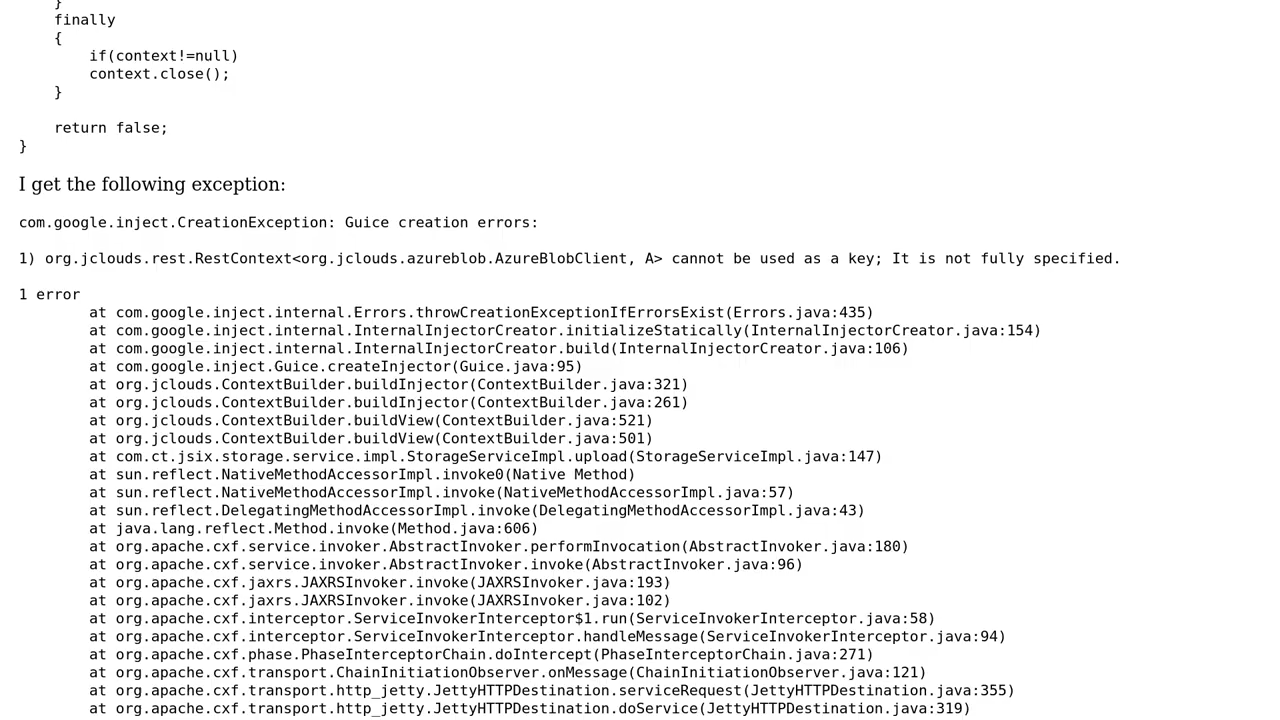 }
    finally
    {
        if(context!=null)
        context.close();
    }

    return false;
}
I get the following exception:
com.google.inject.CreationException: Guice creation errors:

1) org.jclouds.rest.RestContext<org.jclouds.azureblob.AzureBlobClient, A> cannot be used as a key; It is not fully specified.

1 error
        at com.google.inject.internal.Errors.throwCreationExceptionIfErrorsExist(Errors.java:435)
        at com.google.inject.internal.InternalInjectorCreator.initializeStatically(InternalInjectorCreator.java:154)
        at com.google.inject.internal.InternalInjectorCreator.build(InternalInjectorCreator.java:106)
        at com.google.inject.Guice.createInjector(Guice.java:95)
        at org.jclouds.ContextBuilder.buildInjector(ContextBuilder.java:321)
        at org.jclouds.ContextBuilder.buildInjector(ContextBuilder.java:261)
        at org.jclouds.ContextBuilder.buildView(ContextBuilder.java:521)
        at org.jclouds.ContextBuilder.buildView(ContextBuilder.java:501)
        at com.ct.jsix.storage.service.impl.StorageServiceImpl.upload(StorageServiceImpl.java:147)
        at sun.reflect.NativeMethodAccessorImpl.invoke0(Native Method)
        at sun.reflect.NativeMethodAccessorImpl.invoke(NativeMethodAccessorImpl.java:57)
        at sun.reflect.DelegatingMethodAccessorImpl.invoke(DelegatingMethodAccessorImpl.java:43)
        at java.lang.reflect.Method.invoke(Method.java:606)
        at org.apache.cxf.service.invoker.AbstractInvoker.performInvocation(AbstractInvoker.java:180)
        at org.apache.cxf.service.invoker.AbstractInvoker.invoke(AbstractInvoker.java:96)
        at org.apache.cxf.jaxrs.JAXRSInvoker.invoke(JAXRSInvoker.java:193)
        at org.apache.cxf.jaxrs.JAXRSInvoker.invoke(JAXRSInvoker.java:102)
        at org.apache.cxf.interceptor.ServiceInvokerInterceptor$1.run(ServiceInvokerInterceptor.java:58)
        at org.apache.cxf.interceptor.ServiceInvokerInterceptor.handleMessage(ServiceInvokerInterceptor.java:94)
        at org.apache.cxf.phase.PhaseInterceptorChain.doIntercept(PhaseInterceptorChain.java:271)
        at org.apache.cxf.transport.ChainInitiationObserver.onMessage(ChainInitiationObserver.java:121)
        at org.apache.cxf.transport.http_jetty.JettyHTTPDestination.serviceRequest(JettyHTTPDestination.java:355)
        at org.apache.cxf.transport.http_jetty.JettyHTTPDestination.doService(JettyHTTPDestination.java:319)